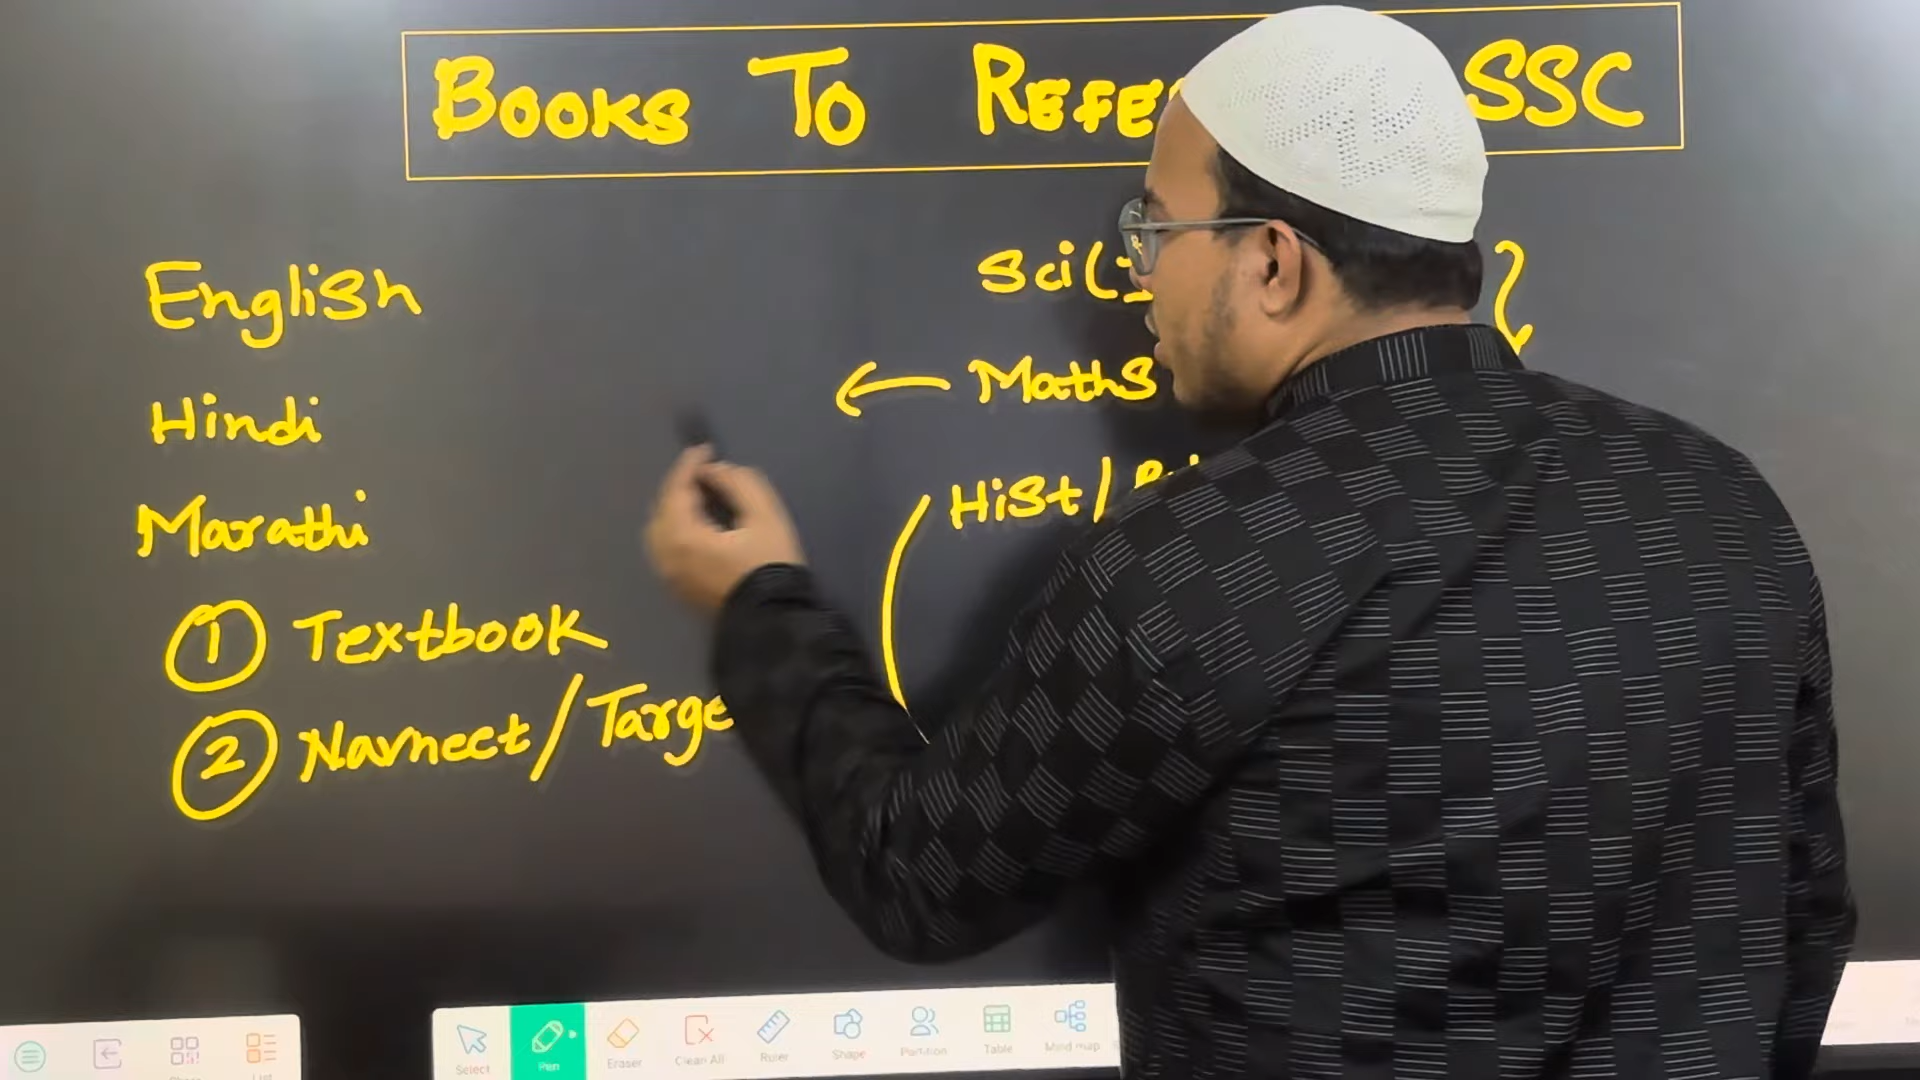 BOOKS TO REFE SSC
English
Hindi
Marathi
① Textbook
② Navneet/Targe
Sci(I
Maths
Hist/
Select
Pen
Eraser
Clean All
Ruler
Shape
Partition
Table
Mind map